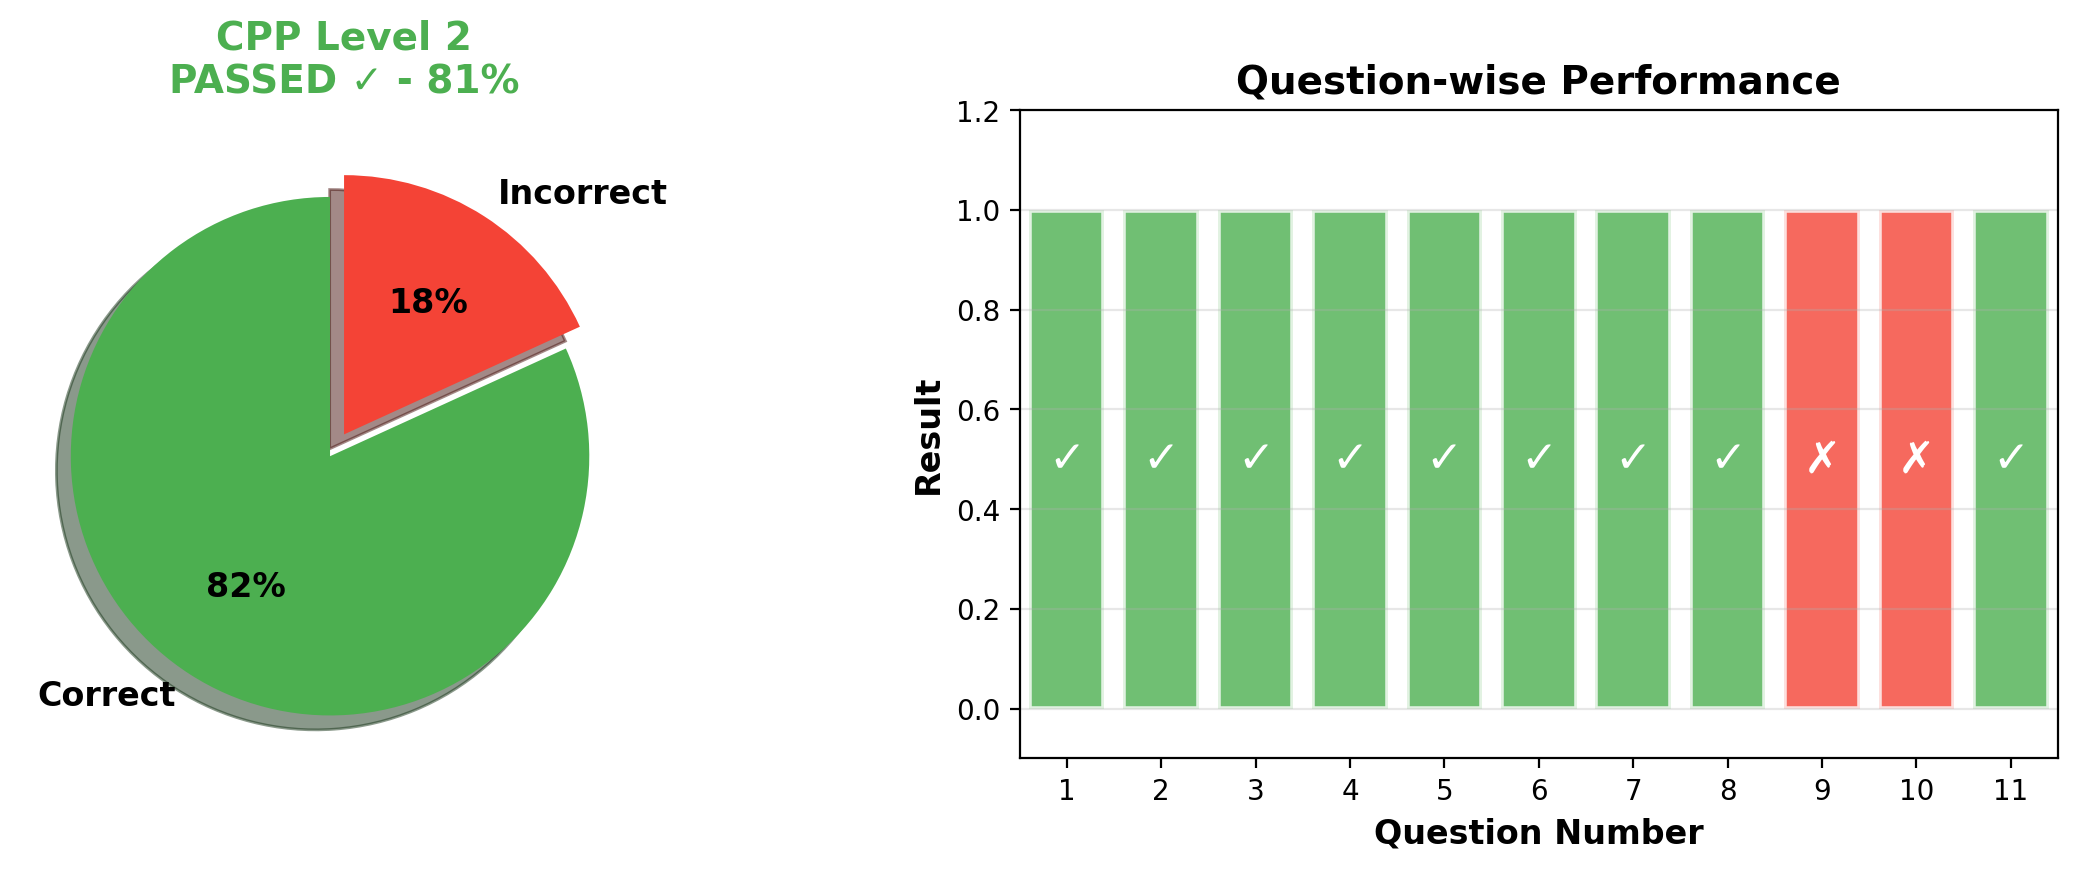 CPP Level 2
PASSED ✓ - 81%
Incorrect
18%
82%
Correct
Question-wise Performance
1.2
1.0
0.8
0.6
0.4
0.2
0.0
Result
✓ ✓ ✓ ✓ ✓ ✓ ✓ ✓ ✗ ✗ ✓
1 2 3 4 5 6 7 8 9 10 11
Question Number